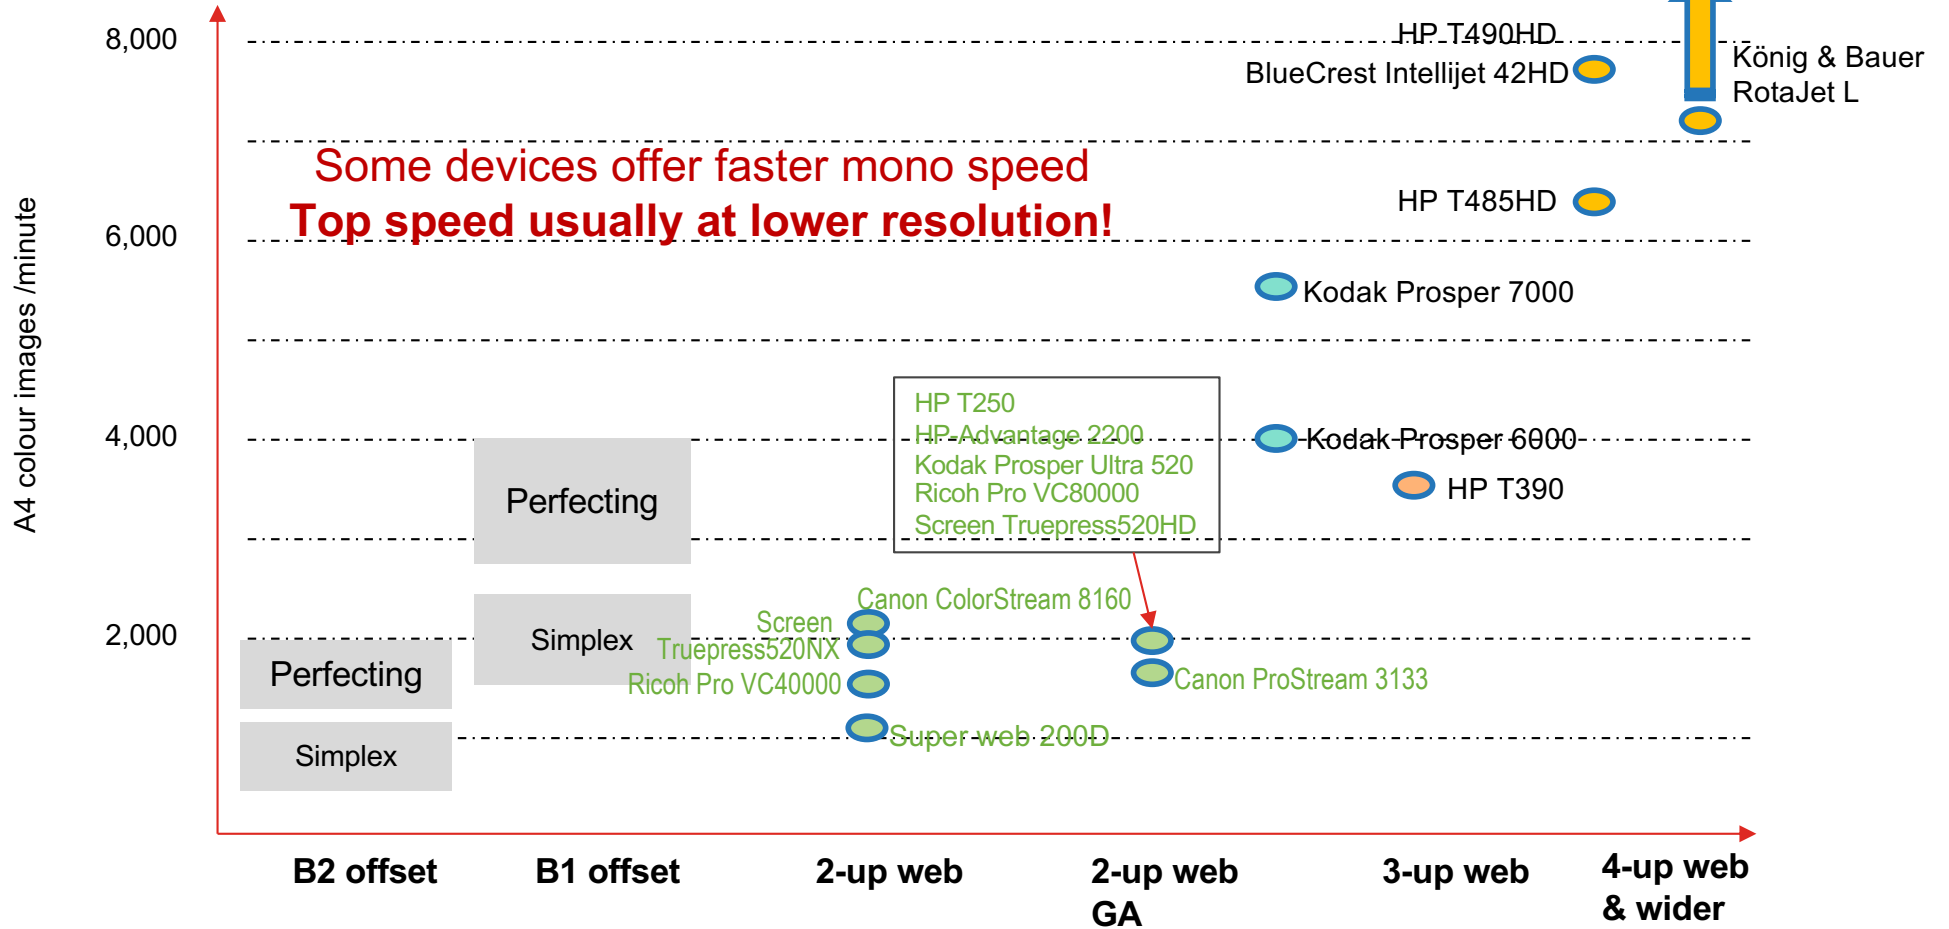 8,000
6,000
4,000
2,000
A4 colour images /minute
HP T490HD
BlueCrest Intellijet 42HD
König & Bauer
RotaJet L
Some devices offer faster mono speed
Top speed usually at lower resolution!
HP T485HD
Kodak Prosper 7000
HP T250
HP Advantage 2200
Kodak Prosper Ultra 520
Ricoh Pro VC80000
Screen Truepress520HD
Kodak Prosper 6000
HP T390
Perfecting
Simplex
Perfecting
Simplex
Canon ColorStream 8160
Screen
Truepress520NX
Ricoh Pro VC40000
Super web 200D
Canon ProStream 3133
B2 offset
B1 offset
2-up web
2-up web
GA
3-up web
4-up web
& wider